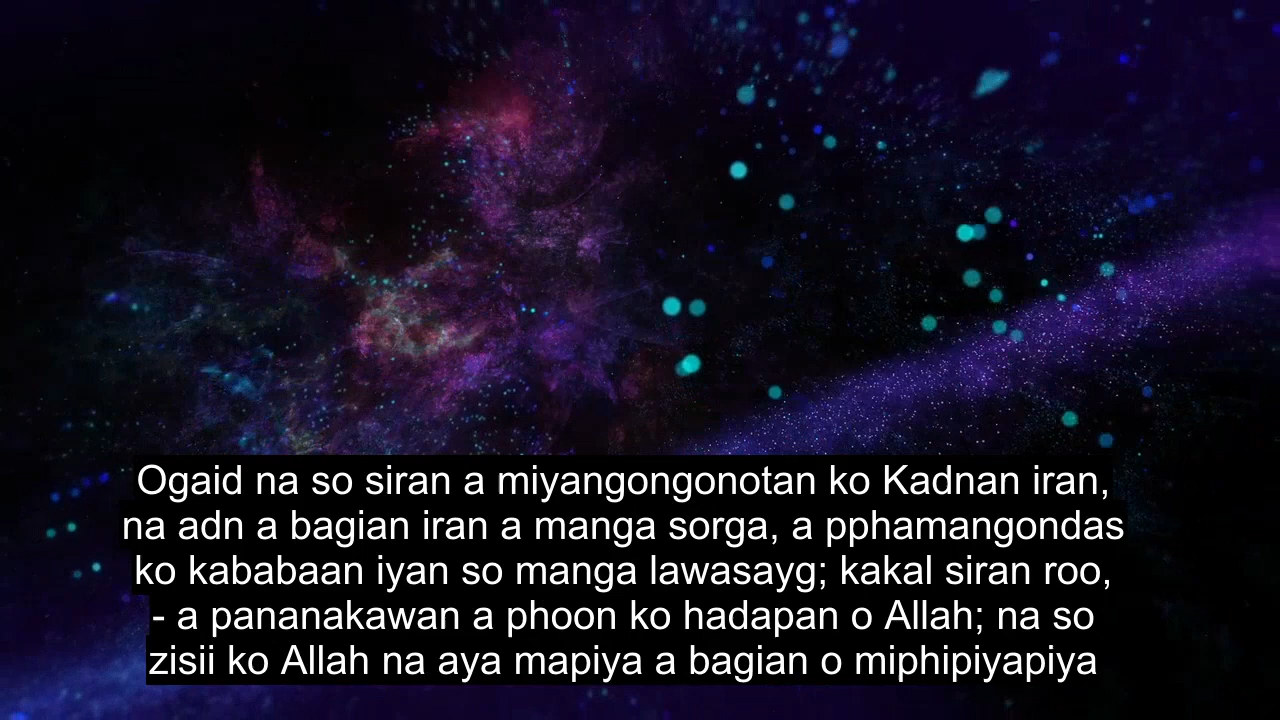 Ogaid na so siran a miyangongonotan ko Kadnan iran,
na adn a bagian iran a manga sorga, a pphamangondas
ko kababaan iyan so manga lawasayg; kakal siran roo,
- a pananakawan a phoon ko hadapan o Allah; na so
zisii ko Allah na aya mapiya a bagian o miphipiyapiya